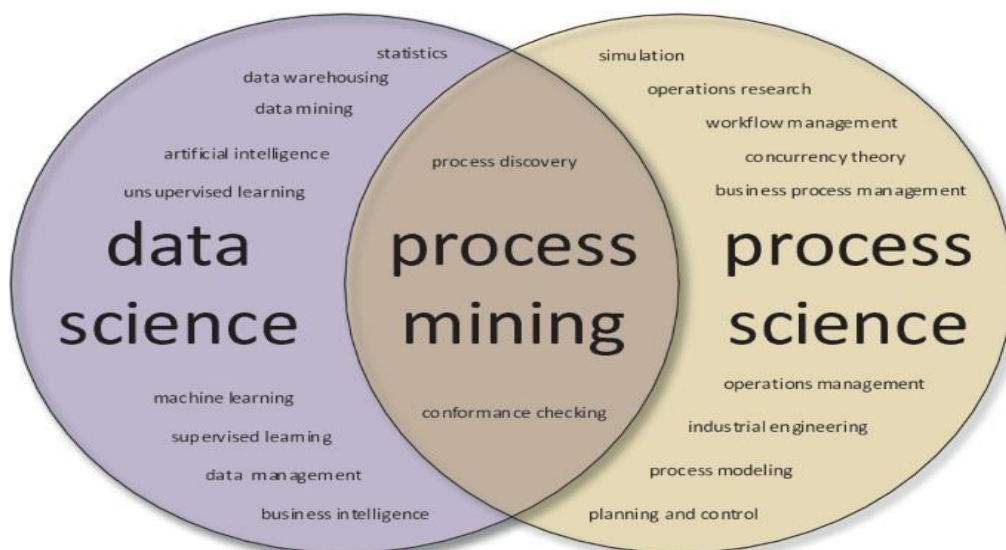 statistics
data warehousing
data mining
artificial intelligence
unsupervised learning
data
science
machine learning
supervised learning
data management
business intelligence
process discovery
process
mining
conformance checking
simulation
operations research
workflow management
concurrency theory
business process management
process
science
operations management
industrial engineering
process modeling
planning and control